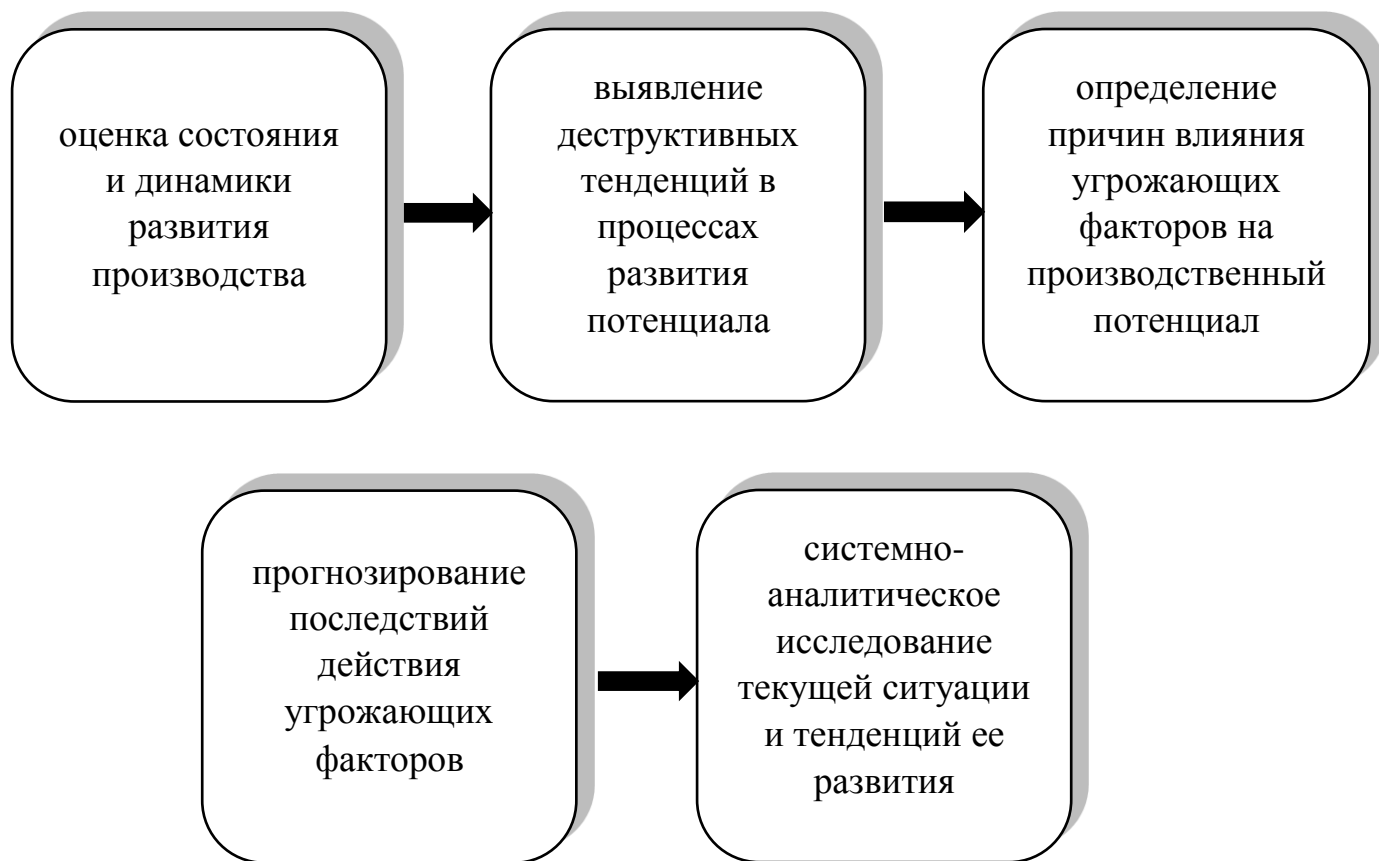 оценка состояния
и динамики
развития
производства
выявление
деструктивных
тенденций в
процессах
развития
потенциала
определение
причин влияния
угрожающих
факторов на
производственный
потенциал
прогнозирование
последствий
действия
угрожающих
факторов
системно-
аналитическое
исследование
текущей ситуации
и тенденций ее
развития